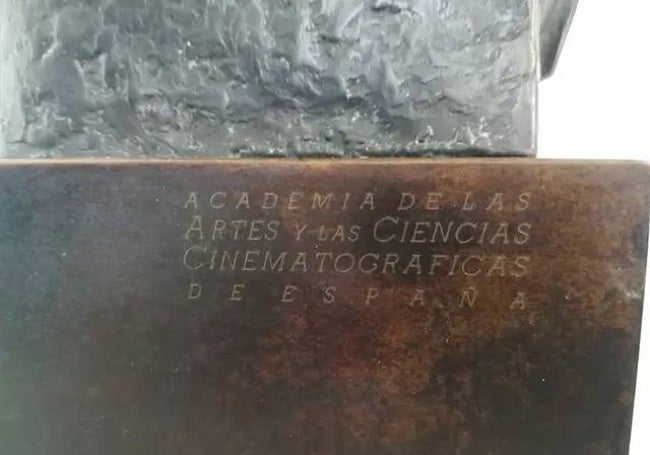 ACADEMIA DE LAS
ARTES Y LAS CIENCIAS
CINEMATOGRAFICAS
DE ESPAÑA